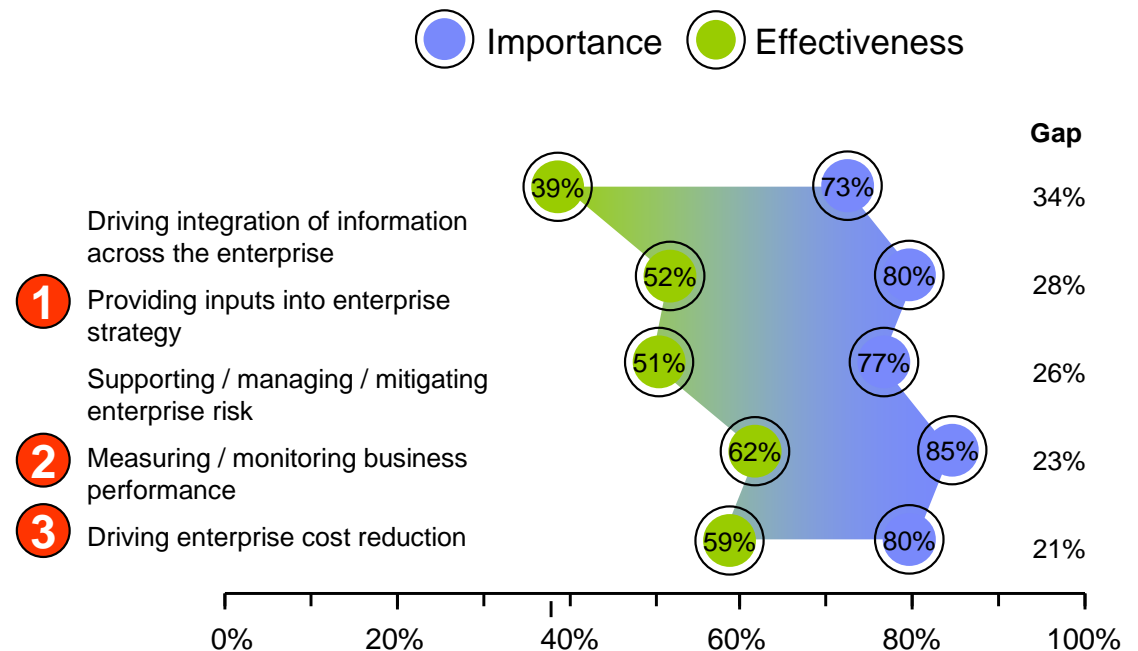 Importance Effectiveness
Gap
39% 73% 34%
Driving integration of information
across the enterprise
52% 80% 28%
1 Providing inputs into enterprise
strategy
51% 77% 26%
Supporting / managing / mitigating
enterprise risk
62% 85% 23%
2 Measuring / monitoring business
performance
3 Driving enterprise cost reduction
59% 80% 21%
0% 20% 40% 60% 80% 100%